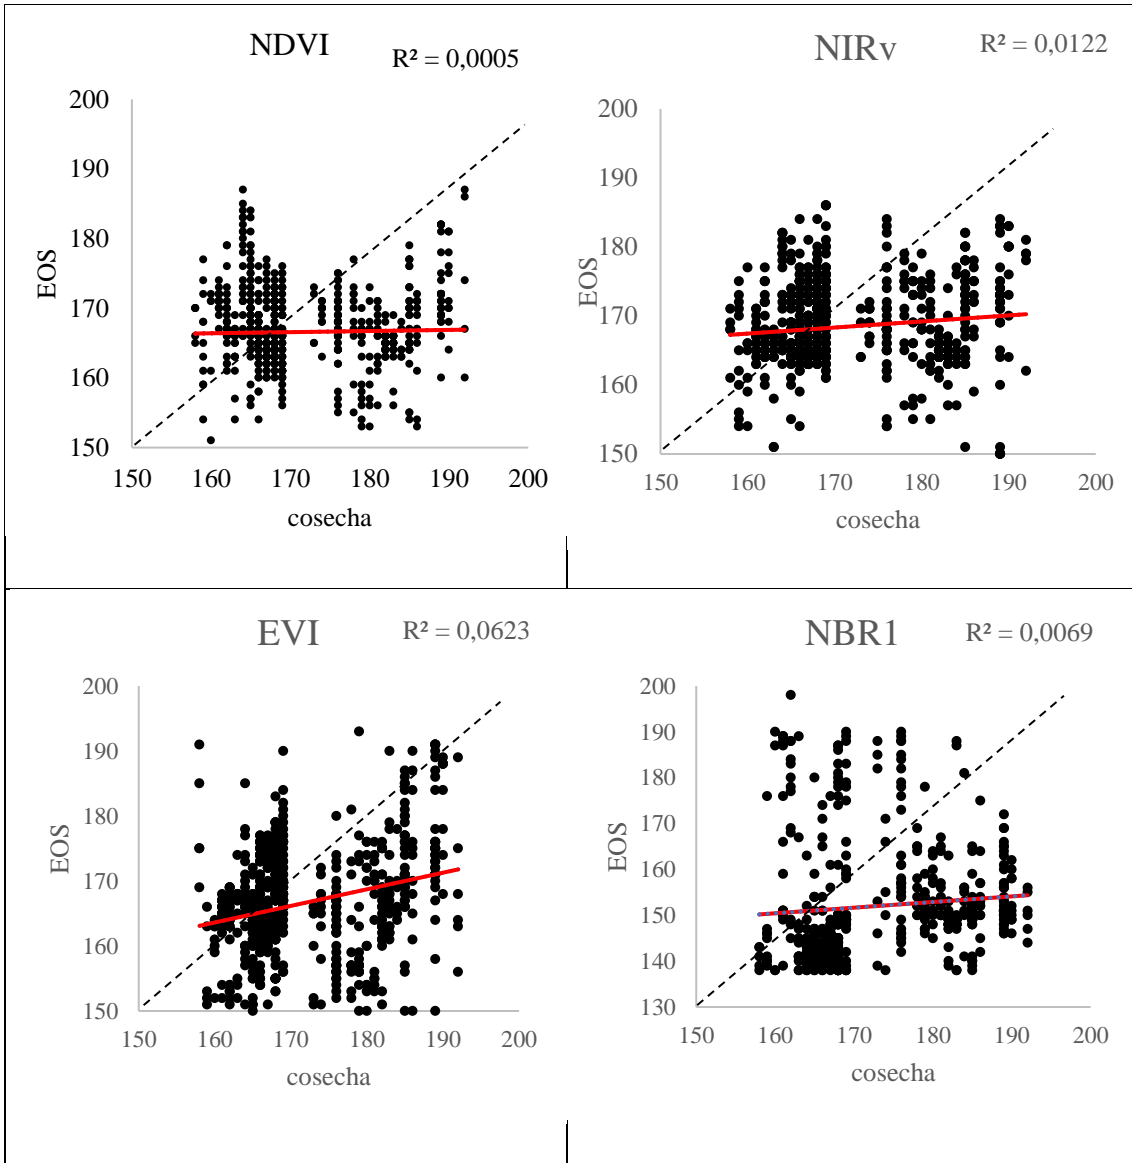 NDVI
R² = 0,0005
200
190
180
170
160
150
EOS
150 160 170 180 190 200
cosecha
NIRv
R² = 0,0122
200
190
180
170
160
150
EOS
150 160 170 180 190 200
cosecha
EVI
R² = 0,0623
200
190
180
170
160
150
EOS
150 160 170 180 190 200
cosecha
NBR1
R² = 0,0069
200
190
180
170
160
150
140
130
EOS
150 160 170 180 190 200
cosecha